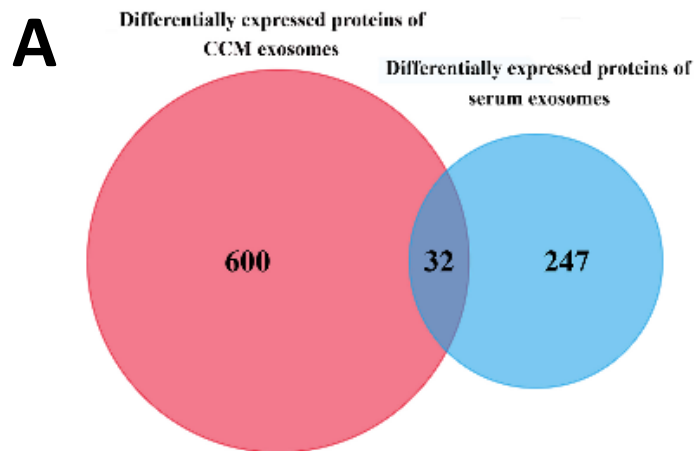 A
Differentially expressed proteins of
CCM exosomes
Differentially expressed proteins of
serum exosomes
600
32
247